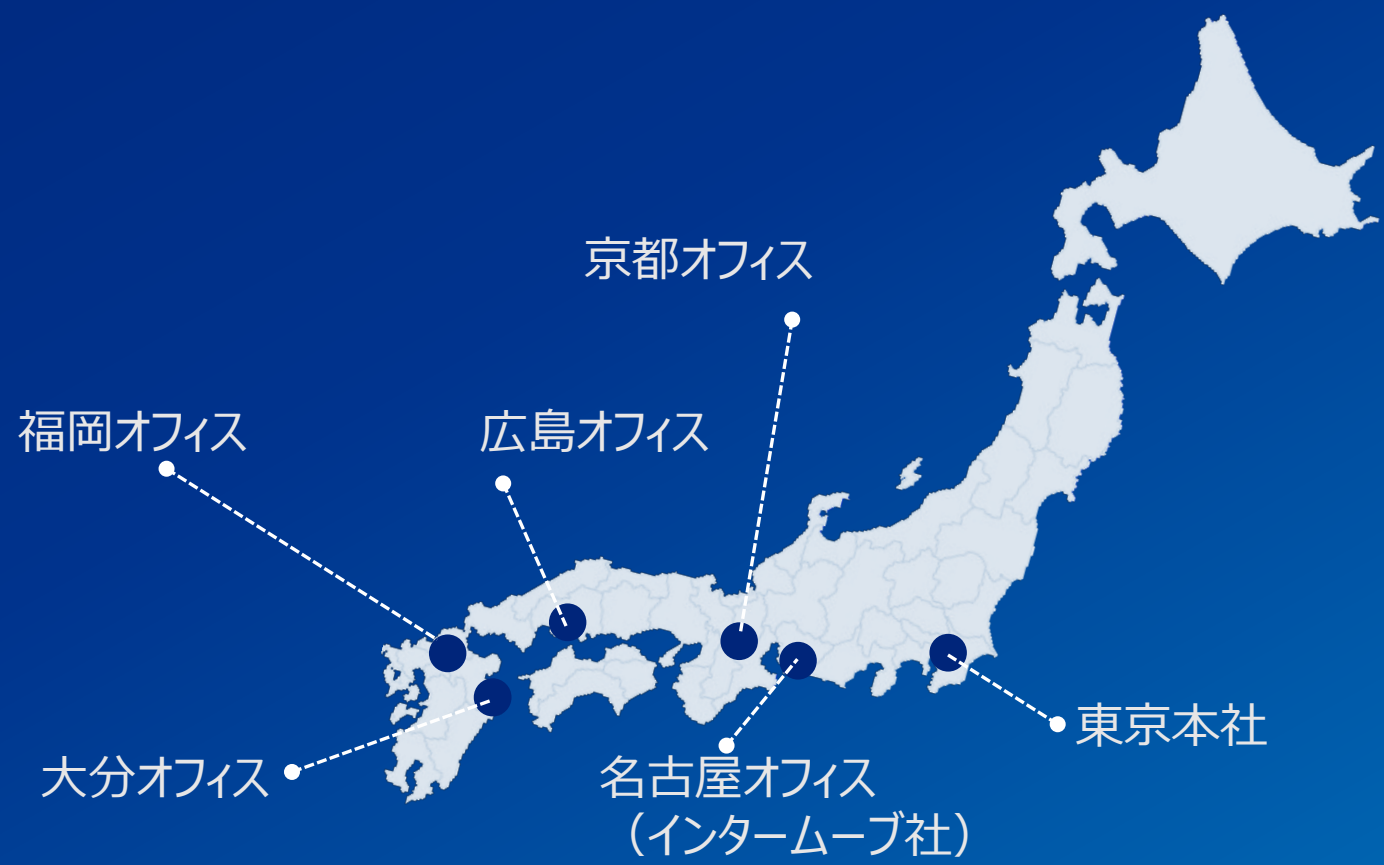 京都オフィス
福岡オフィス
広島オフィス
東京本社
大分オフィス
名古屋オフィス
（インタームーブ社）